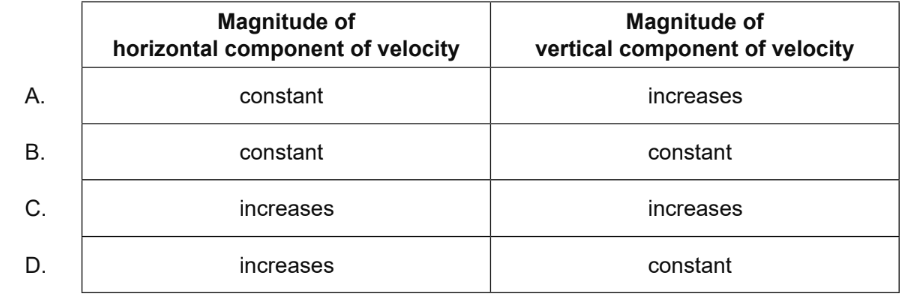 Magnitude of horizontal component of velocity
Magnitude of vertical component of velocity
A. constant increases
B. constant constant
C. increases increases
D. increases constant